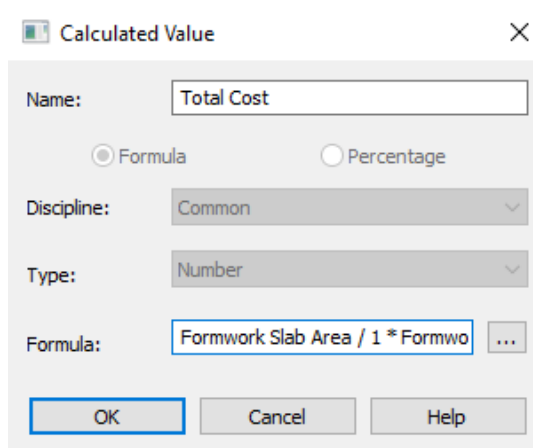 Calculated Value
Name: Total Cost
Formula Percentage
Discipline: Common
Type: Number
Formula: Formwork Slab Area / 1 * Formwo ...
OK Cancel Help